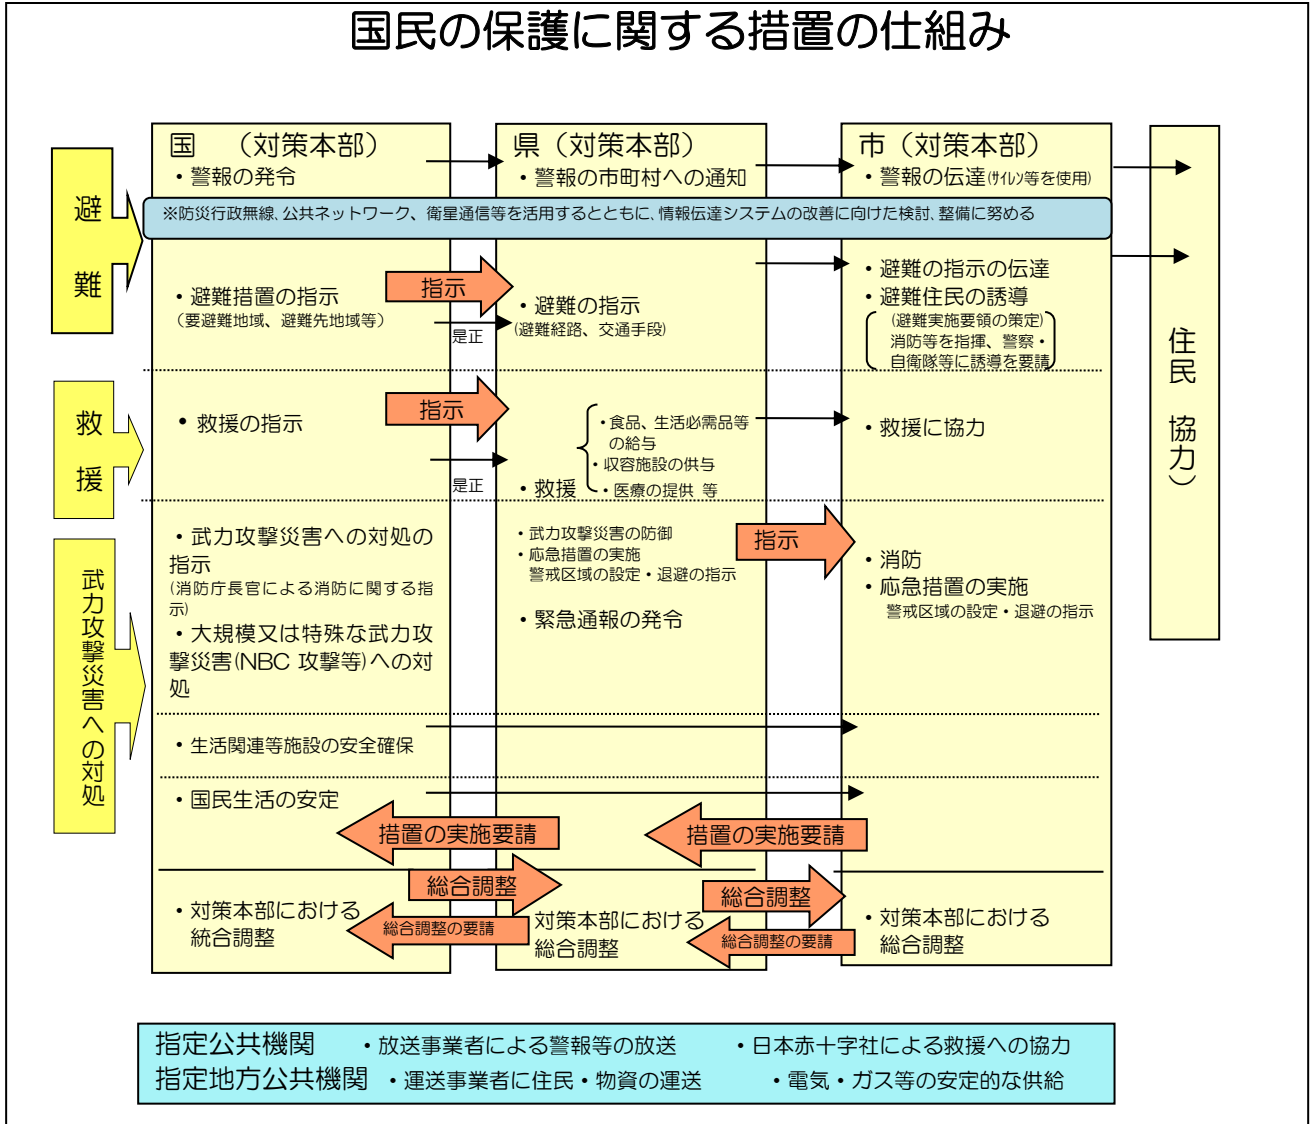 国民の保護に関する措置の仕組み
避難
国　（対策本部）
・警報の発令
県（対策本部）
・警報の市町村への通知
市（対策本部）
・警報の伝達(ｻｲﾚﾝ等を使用)
※防災行政無線、公共ネットワーク、衛星通信等を活用するとともに、情報伝達システムの改善に向けた検討、整備に努める
・避難措置の指示
（要避難地域、避難先地域等）
指示
是正
・避難の指示
(避難経路、交通手段)
・避難の指示の伝達
・避難住民の誘導
(避難実施要領の策定)
消防等を指揮、警察・
自衛隊等に誘導を要請
住民　協力）
救援
・救援の指示
指示
是正
・救援
・食品、生活必需品等
の給与
・収容施設の供与
・医療の提供 等
・救援に協力
武力攻撃災害への対処
・武力攻撃災害への対処の
指示
(消防庁長官による消防に関する指
示)
・大規模又は特殊な武力攻
撃災害(NBC 攻撃等)への対
処
・武力攻撃災害の防御
・応急措置の実施
警戒区域の設定・退避の指示
・緊急通報の発令
指示
・消防
・応急措置の実施
警戒区域の設定・退避の指示
・生活関連等施設の安全確保
・国民生活の安定
措置の実施要請
措置の実施要請
総合調整
総合調整
・対策本部における
統合調整
総合調整の要請
対策本部における
総合調整
総合調整の要請
・対策本部における
総合調整
指定公共機関　・放送事業者による警報等の放送　・日本赤十字社による救援への協力
指定地方公共機関　・運送事業者に住民・物資の運送　・電気・ガス等の安定的な供給